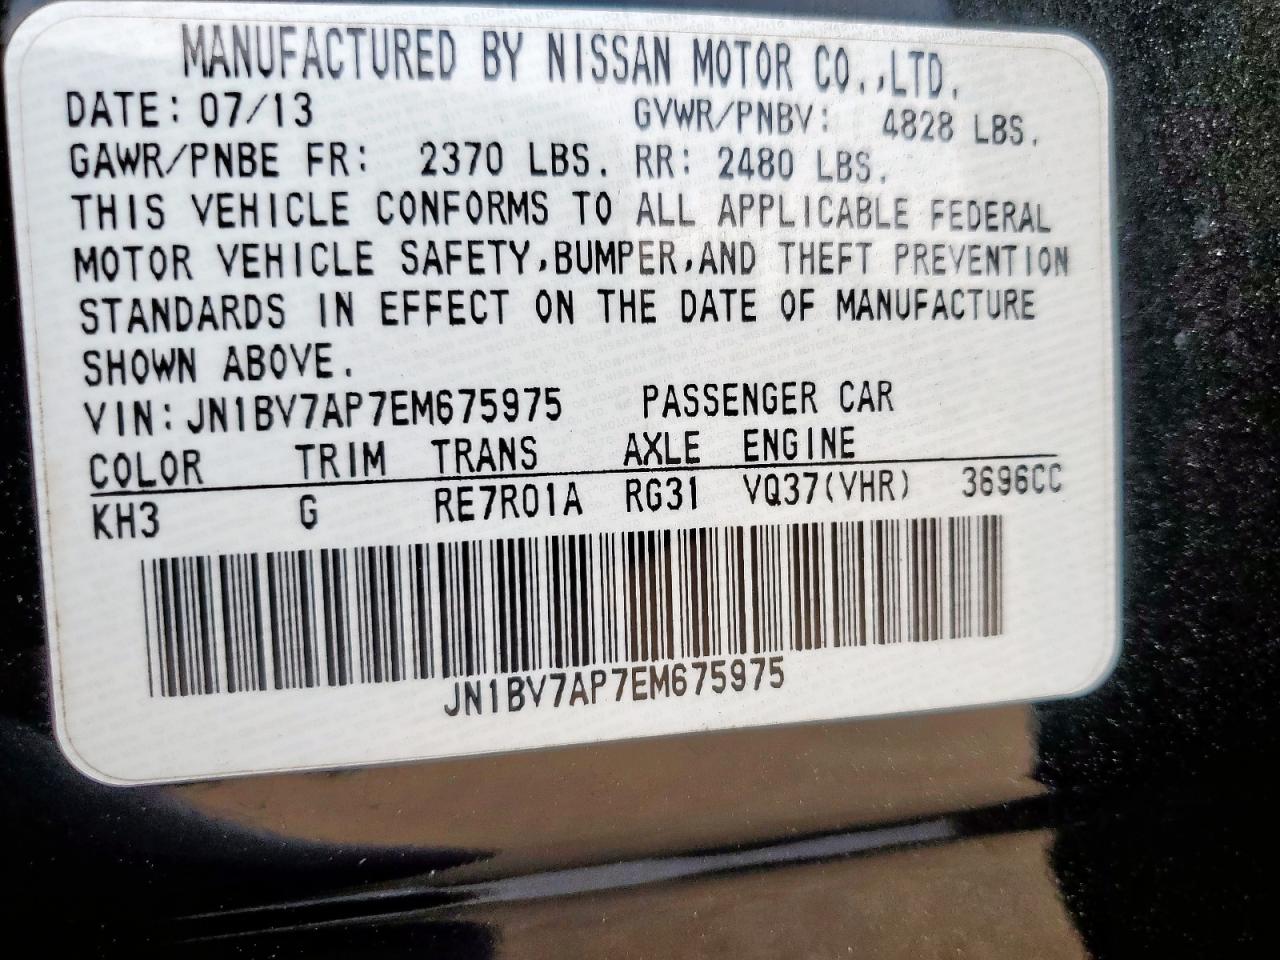 MANUFACTURED BY NISSAN MOTOR CO.,LTD.
DATE: 07/13 GVWR/PNBV: 4828 LBS.
GAWR/PNBE FR: 2370 LBS. RR: 2480 LBS.
THIS VEHICLE CONFORMS TO ALL APPLICABLE FEDERAL
MOTOR VEHICLE SAFETY,BUMPER,AND THEFT PREVENTION
STANDARDS IN EFFECT ON THE DATE OF MANUFACTURE
SHOWN ABOVE.
VIN:JN1BV7AP7EM675975 PASSENGER CAR
COLOR TRIM TRANS AXLE ENGINE
KH3 G RE7R01A RG31 VQ37(VHR) 3696CC
JN1BV7AP7EM675975